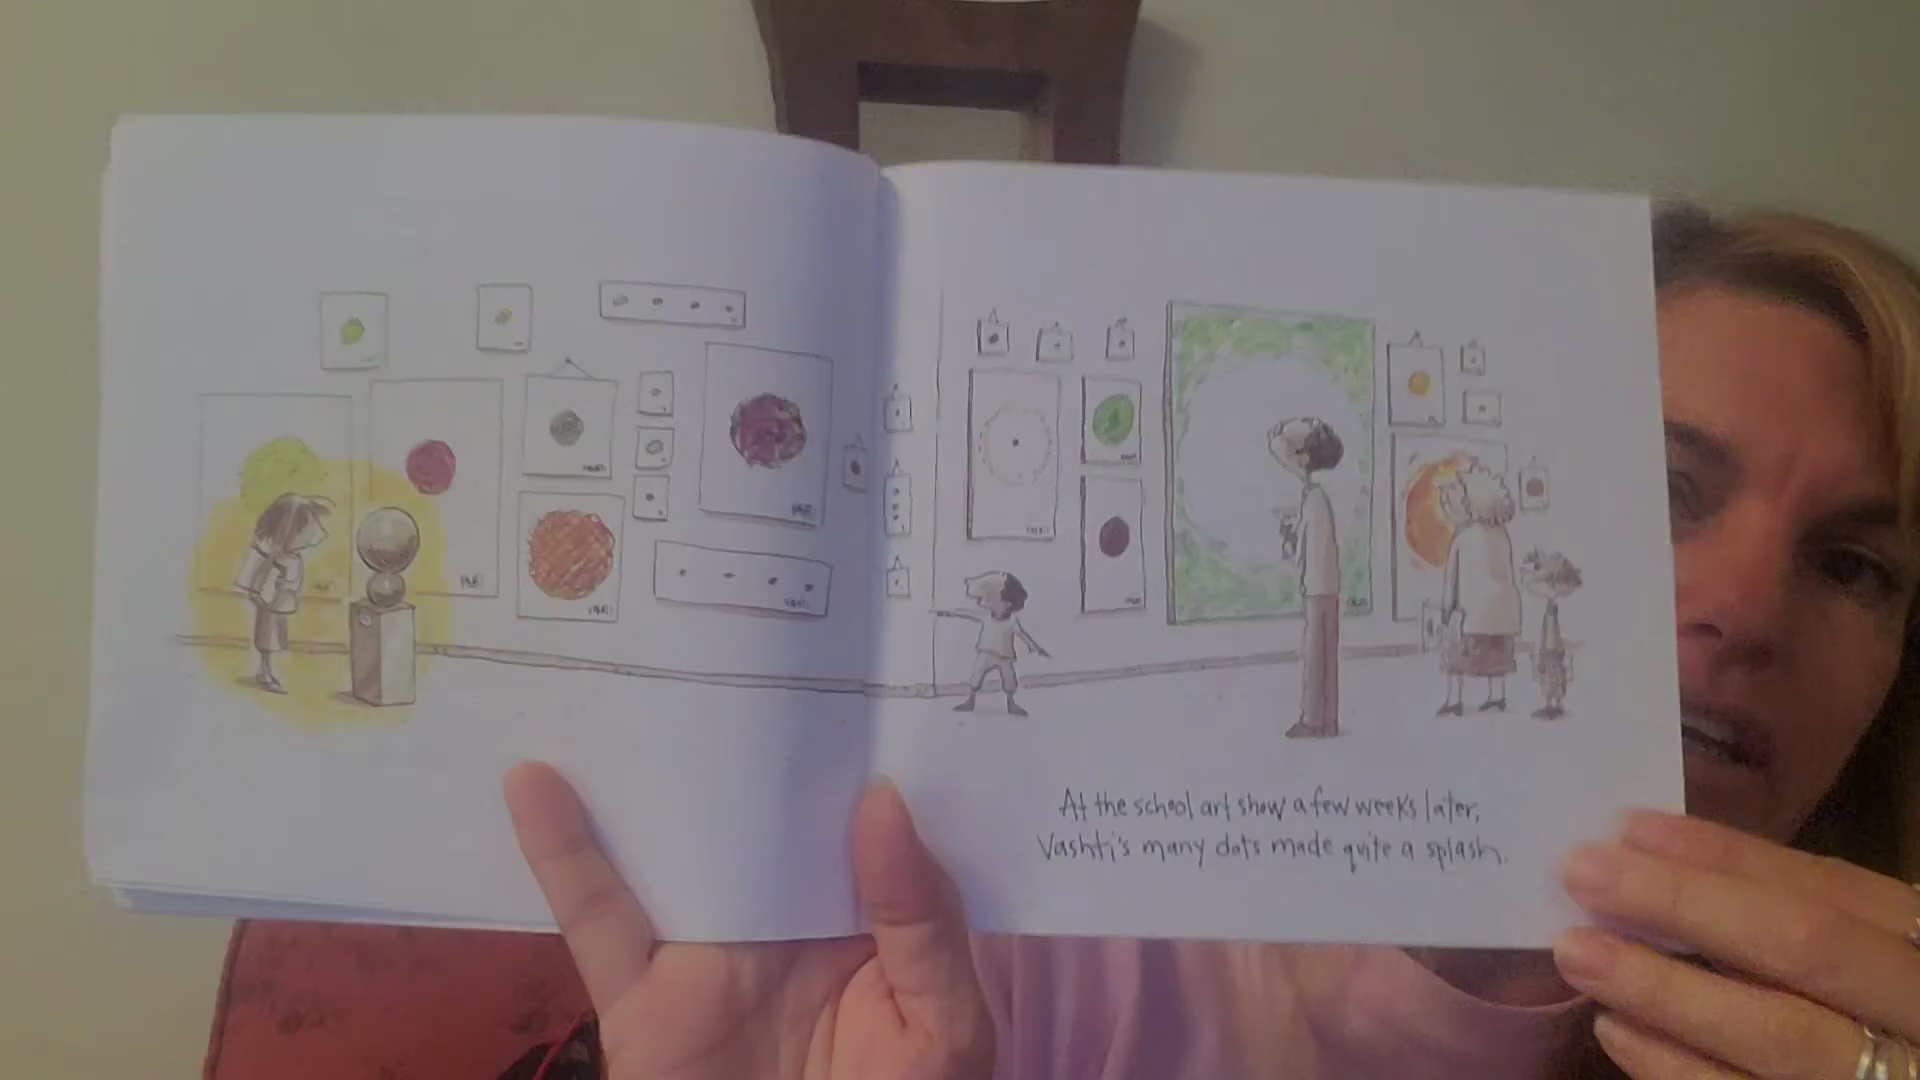 At the school art show a few weeks later,
Vashti's many dots made quite a splash.